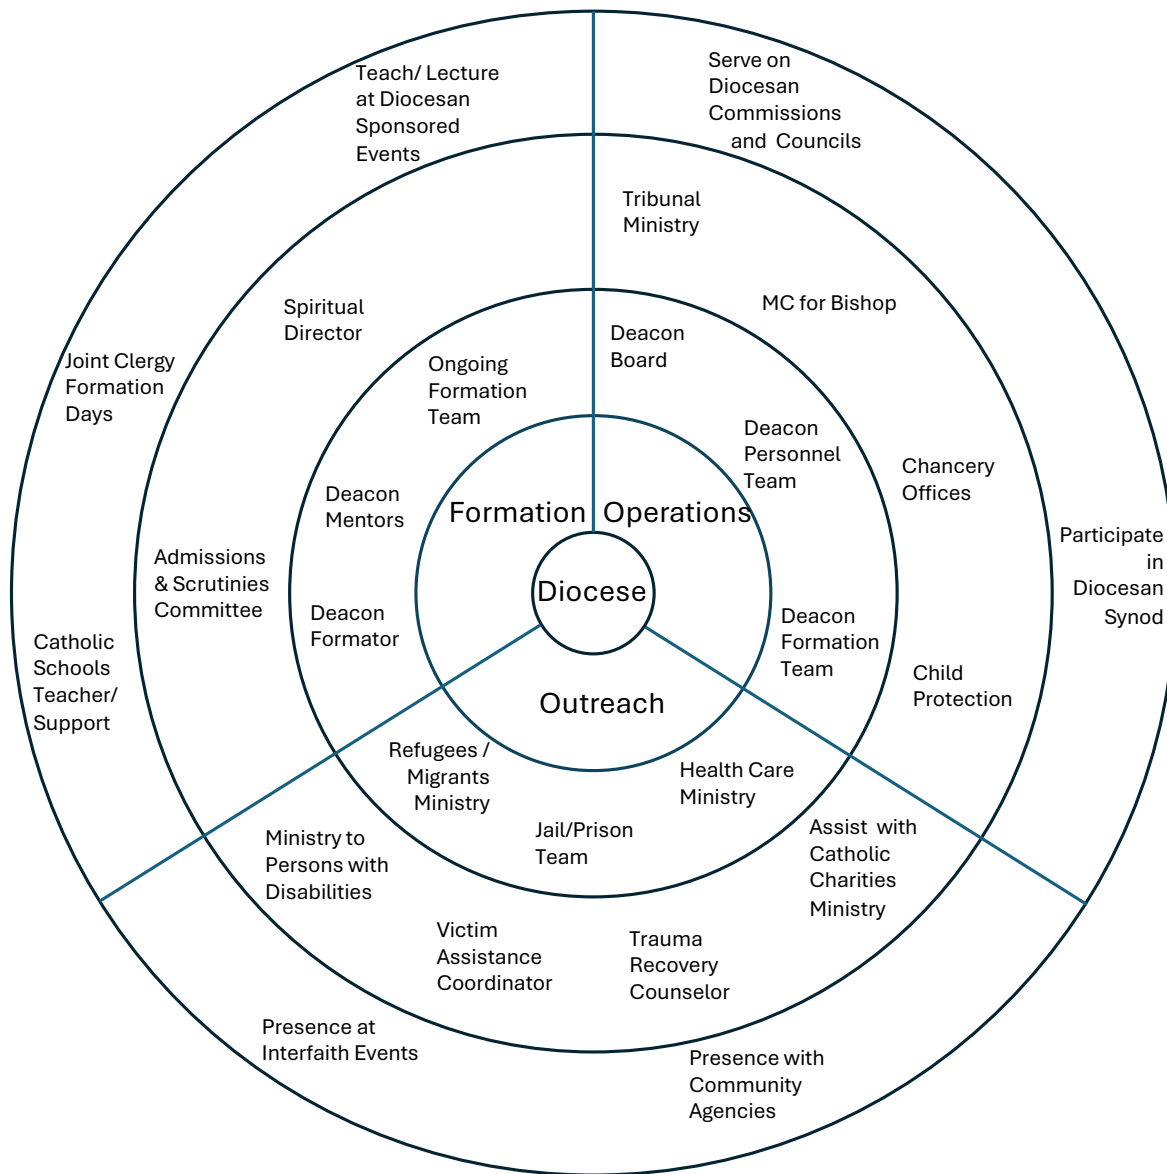 Teach/ Lecture
at Diocesan
Sponsored
Events
Serve on
Diocesan
Commissions
and Councils
Tribunal
Ministry
Spiritual
Director
MC for Bishop
Joint Clergy
Formation
Days
Ongoing
Formation
Team
Deacon
Board
Deacon
Personnel
Team
Chancery
Offices
Deacon
Mentors
Formation
Operations
Participate
in
Diocesan
Synod
Admissions
& Scrutinies
Committee
Diocese
Deacon
Formator
Deacon
Formation
Team
Catholic
Schools
Teacher/
Support
Child
Protection
Outreach
Refugees /
Migrants
Ministry
Health Care
Ministry
Jail/Prison
Team
Ministry to
Persons with
Disabilities
Assist with
Catholic
Charities
Ministry
Victim
Assistance
Coordinator
Trauma
Recovery
Counselor
Presence at
Interfaith Events
Presence with
Community
Agencies